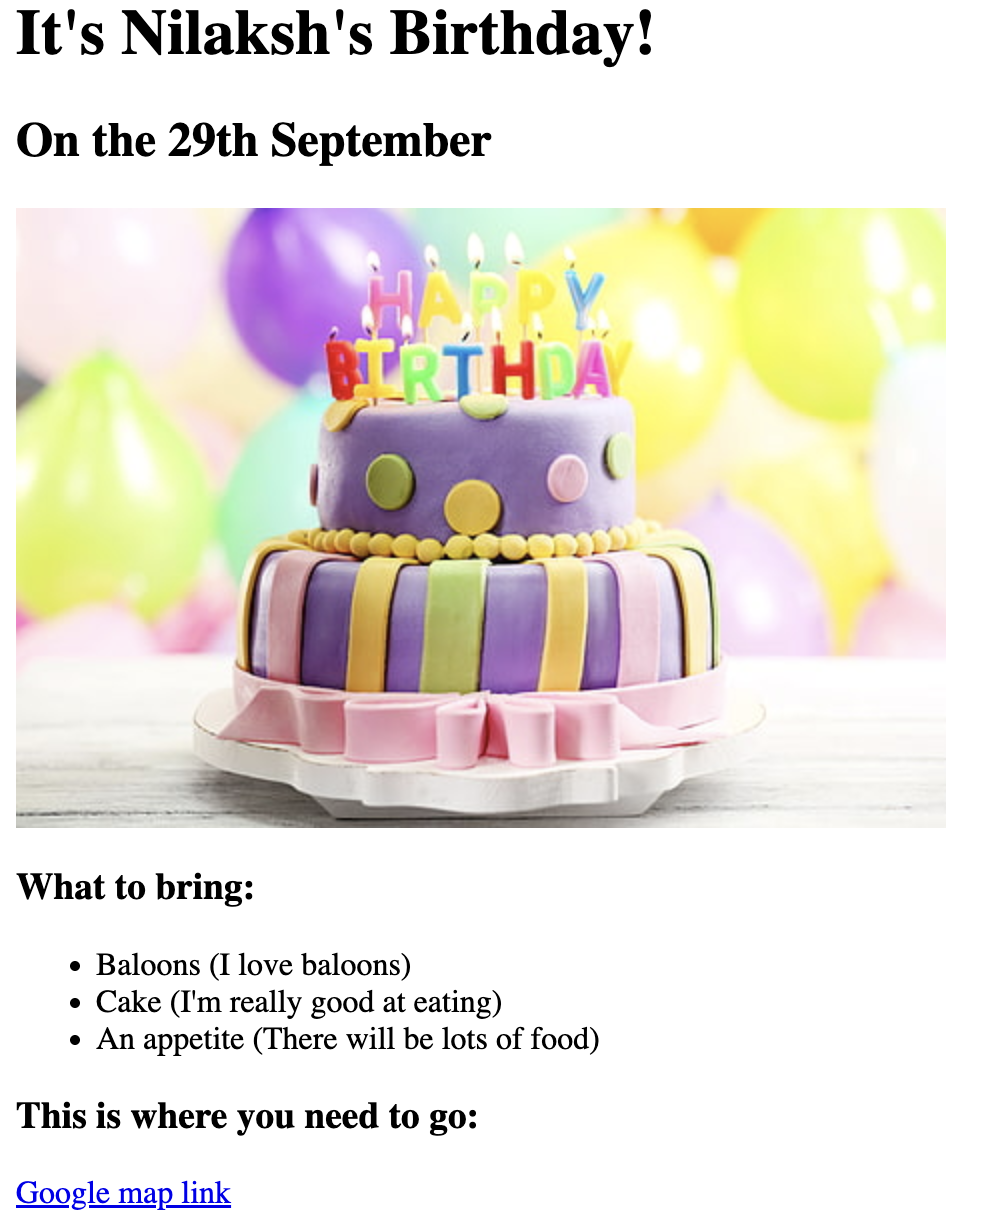 It's Nilaksh's Birthday!
On the 29th September
HAPPY
BIRTHDAY
What to bring:
Baloons (I love baloons)
Cake (I'm really good at eating)
An appetite (There will be lots of food)
This is where you need to go:
Google map link